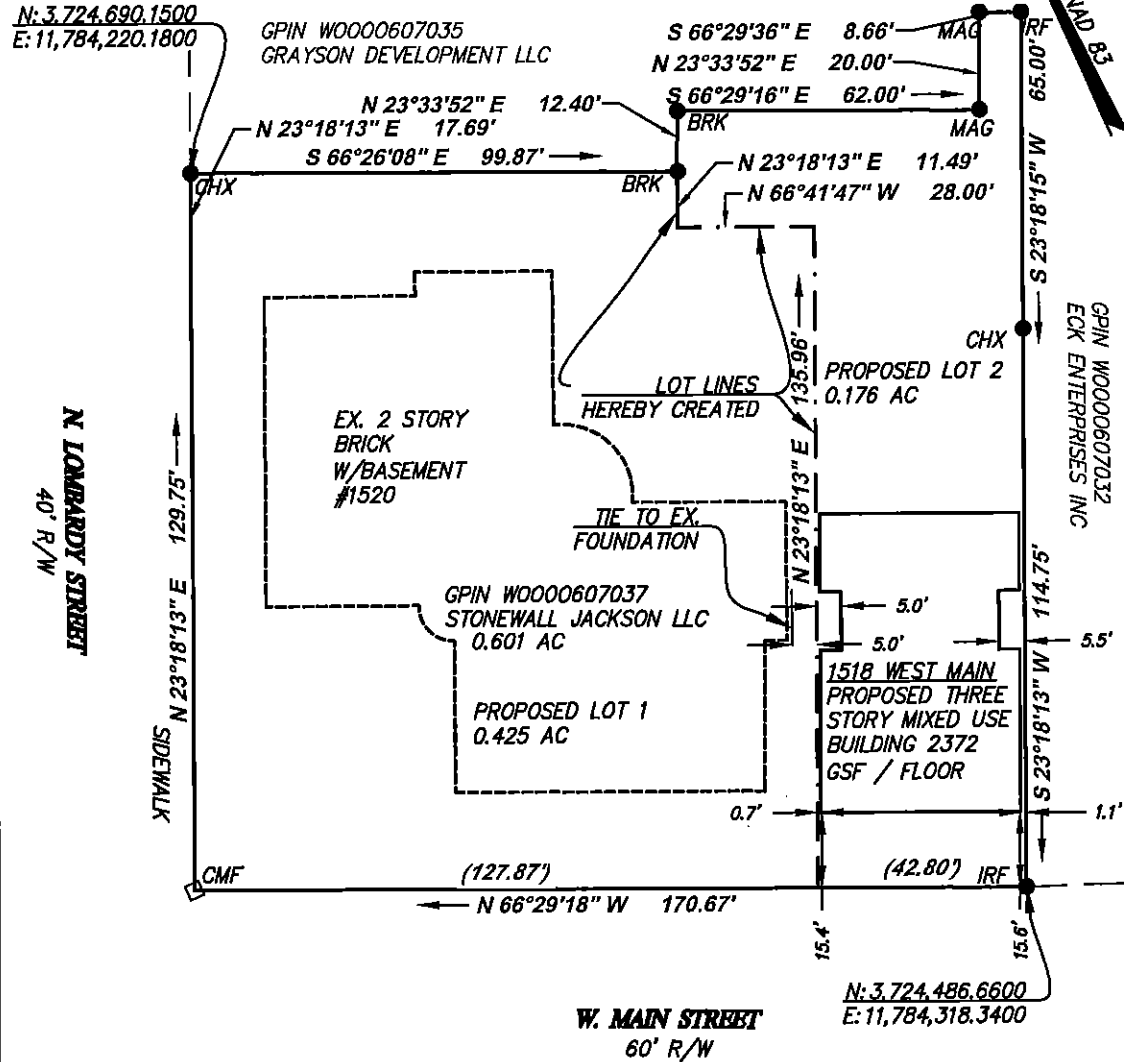 N: 3,724,690.1500
E: 11,784,220.1800
GPIN W0000607035
GRAYSON DEVELOPMENT LLC
S 66°29'36" E 8.66'
MAG
RF
NAD 83
N 23°33'52" E 20.00'
S 66°29'16" E 62.00'
65.00'
N 23°33'52" E 12.40'
BRK
MAG
N 23°18'13" E 17.69'
S 66°26'08" E 99.87'
N 23°18'13" E 11.49'
CHX
BRK
N 66°41'47" W 28.00'
S 23°18'15" W
GPIN W0000607032
ECK ENTERPRISES INC
CHX
135.96'
PROPOSED LOT 2
0.176 AC
LOT LINES
HEREBY CREATED
EX. 2 STORY
BRICK
W/BASEMENT
#1520
N. LOMBARDY STREET
40' R/W
N 23°18'13" E 129.75'
TIE TO EX.
FOUNDATION
N 23°18'13" E
GPIN W0000607037
STONEWALL JACKSON LLC
0.601 AC
5.0'
114.75'
5.0'
5.5'
1518 WEST MAIN
PROPOSED THREE
STORY MIXED USE
BUILDING 2372
GSF / FLOOR
PROPOSED LOT 1
0.425 AC
S 23°18'13" W
SIDEWALK
0.7'
1.1'
CMF
(127.87')
(42.80')
IRF
N 66°29'18" W 170.67'
15.4'
15.6'
N: 3,724,486.6600
E: 11,784,318.3400
W. MAIN STREET
60' R/W